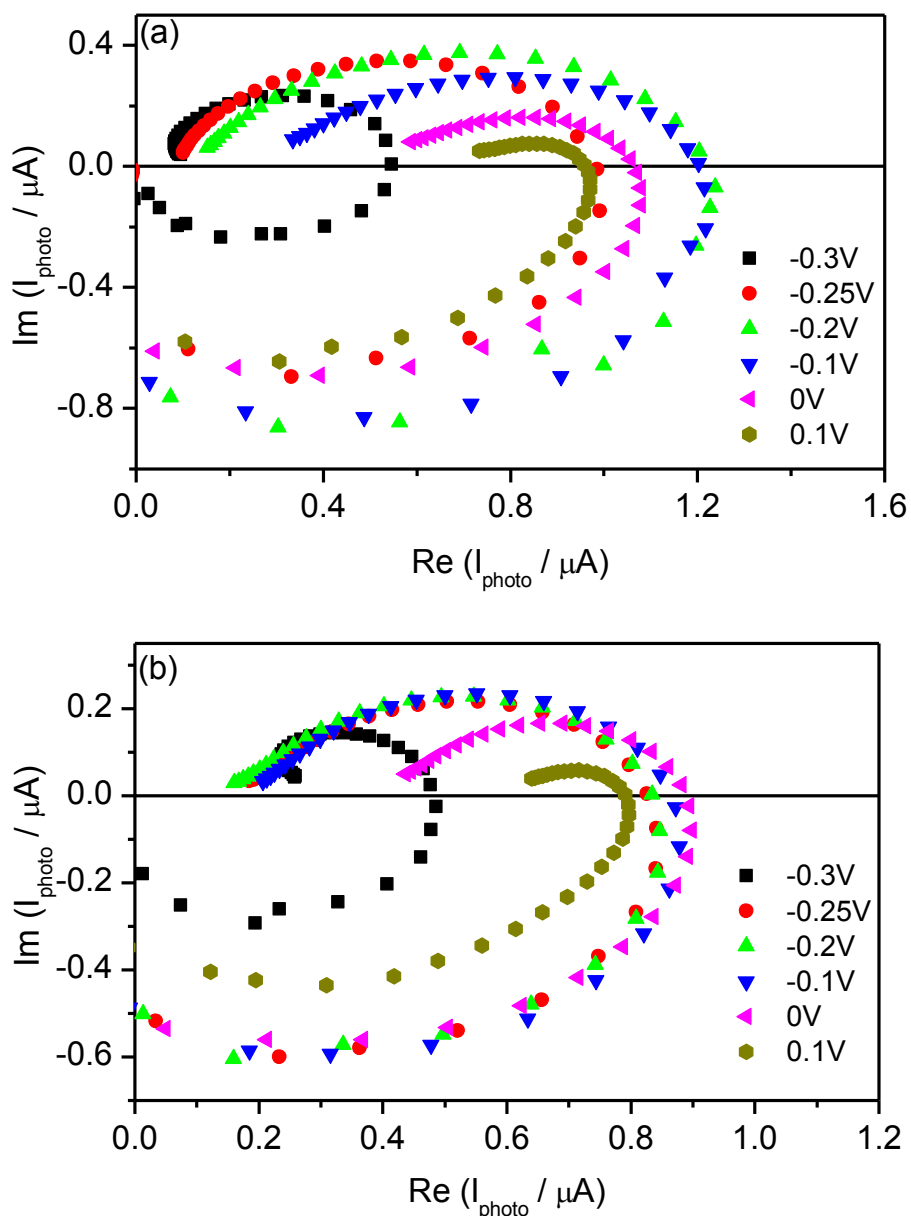 (a)
0.4
0.0
-0.4
-0.8
Im (I_photo / μA)
0.0 0.4 0.8 1.2 1.6
Re (I_photo / μA)
-0.3V
-0.25V
-0.2V
-0.1V
0V
0.1V
(b)
0.2
0.0
-0.2
-0.4
-0.6
Im (I_photo / μA)
0.0 0.2 0.4 0.6 0.8 1.0 1.2
Re (I_photo / μA)
-0.3V
-0.25V
-0.2V
-0.1V
0V
0.1V